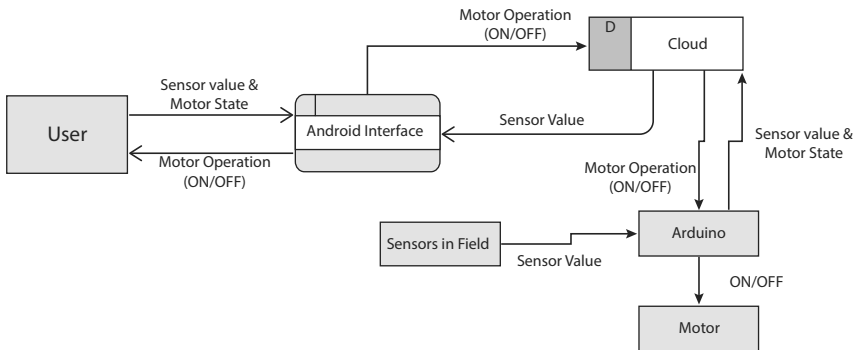 Motor Operation
(ON/OFF)
D
Cloud
Sensor value &
Motor State
User
Android Interface
Sensor Value
Motor Operation
(ON/OFF)
Sensor value &
Motor State
Motor Operation
(ON/OFF)
Sensors in Field
Sensor Value
Arduino
ON/OFF
Motor